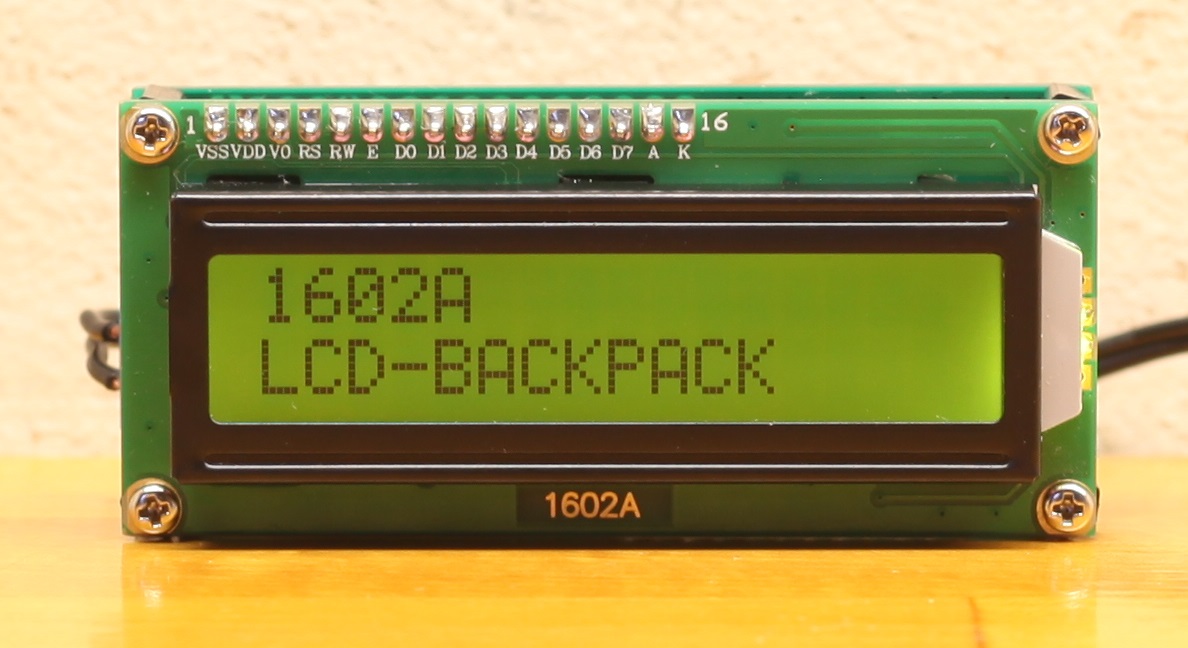 1 16
VSS VDD V0 RS RW E D0 D1 D2 D3 D4 D5 D6 D7 A K
1602A
LCD-BACKPACK
1602A